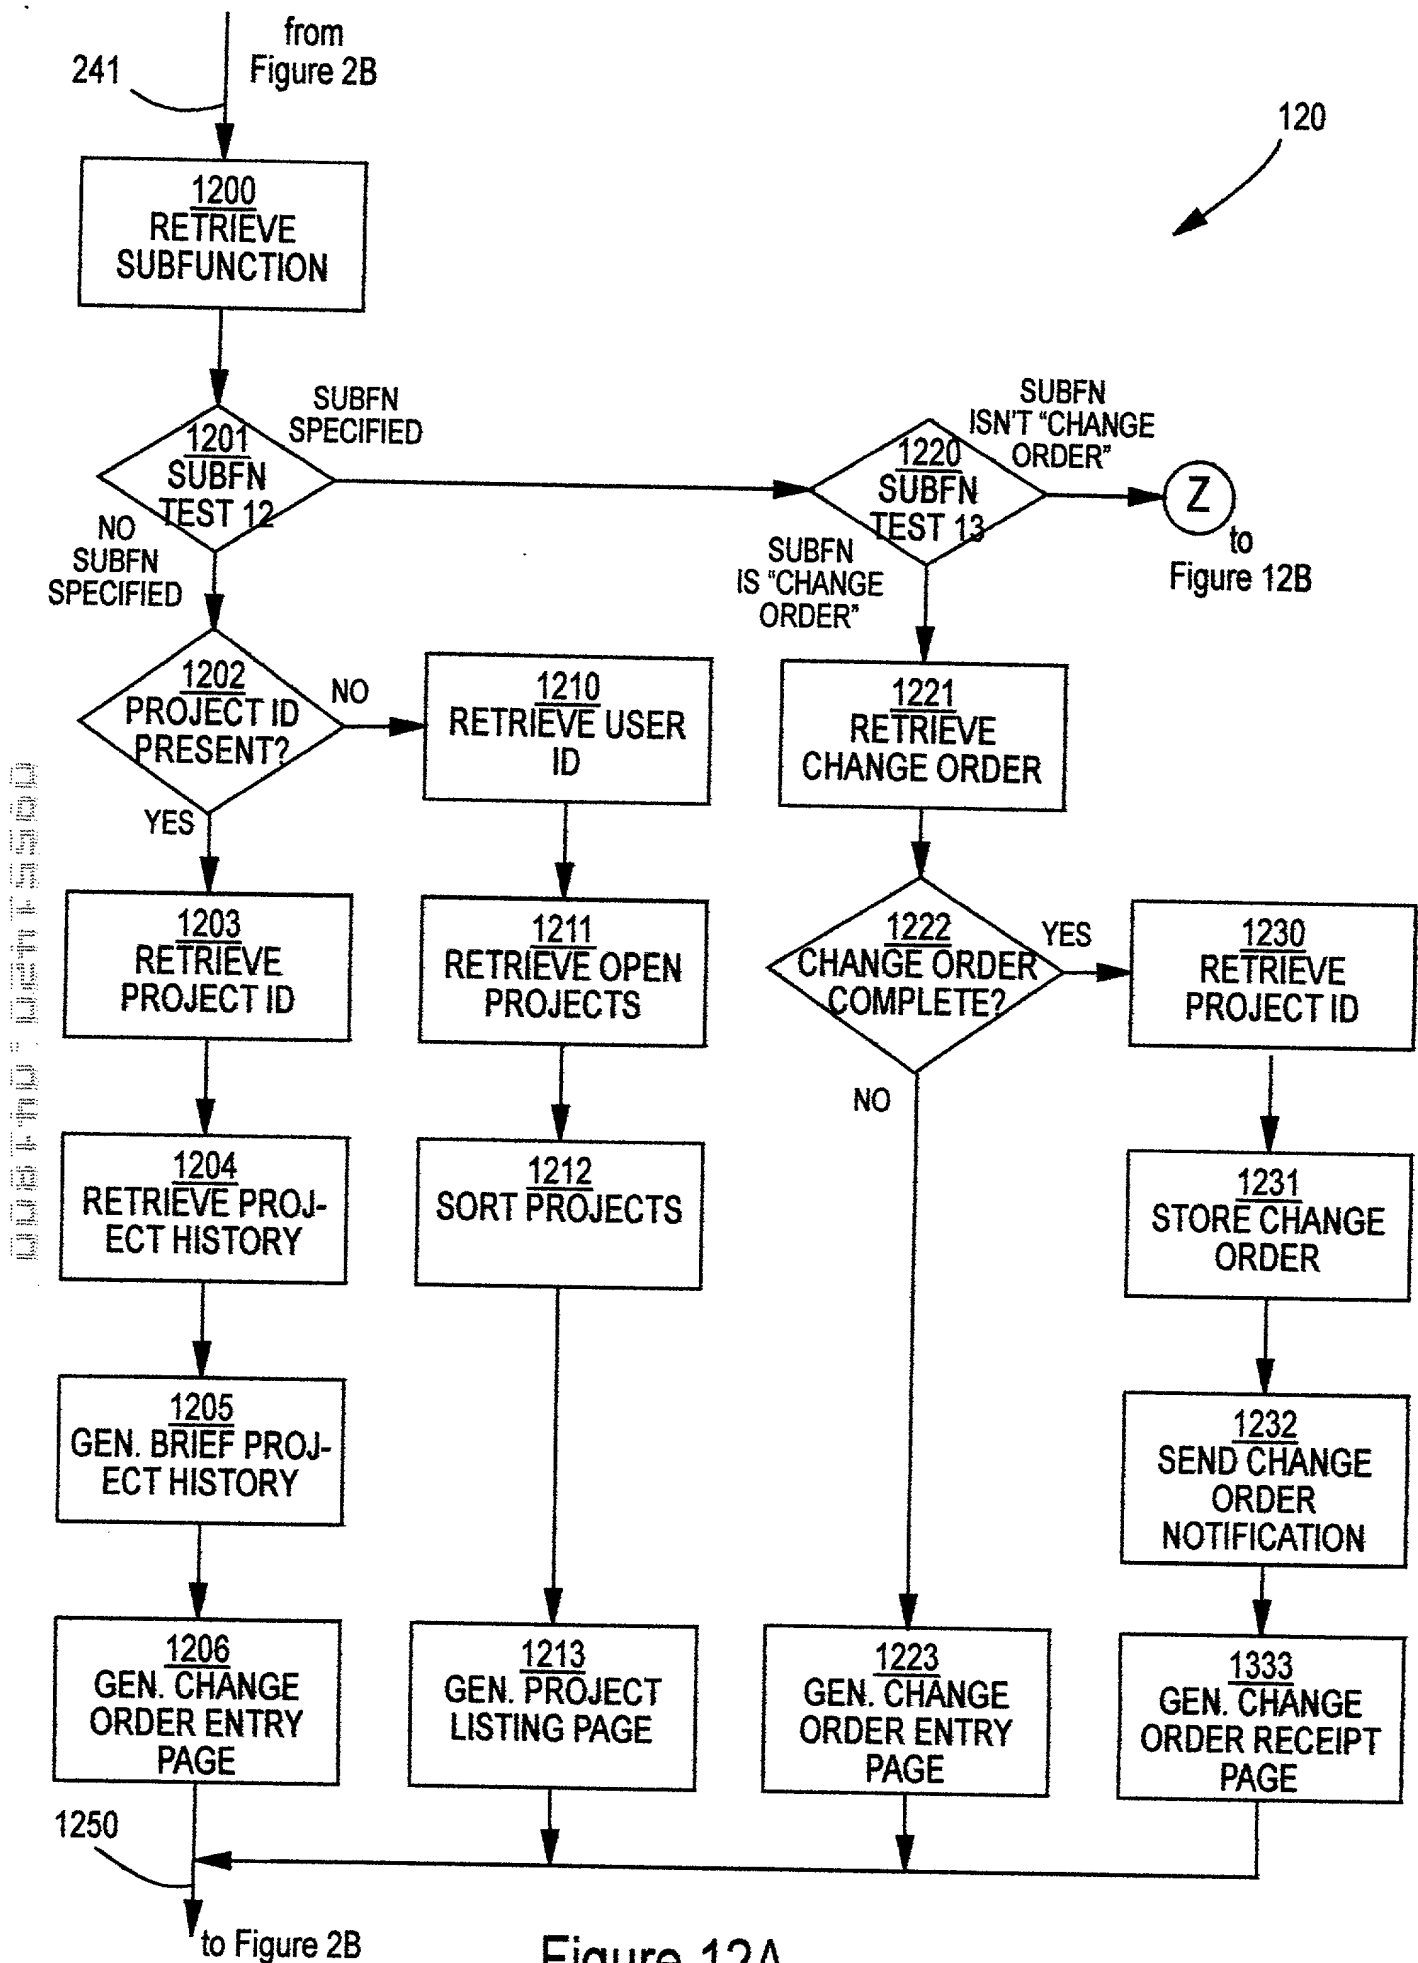 from
Figure 2B
241
120
1200
RETRIEVE
SUBFUNCTION
SUBFN
SPECIFIED
1201
SUBFN
TEST 12
NO
SUBFN
SPECIFIED
SUBFN
ISN'T "CHANGE
ORDER"
1220
SUBFN
TEST 13
Z
to
Figure 12B
SUBFN
IS "CHANGE
ORDER"
1202
PROJECT ID
PRESENT?
NO
YES
1210
RETRIEVE USER
ID
1221
RETRIEVE
CHANGE ORDER
1203
RETRIEVE
PROJECT ID
1211
RETRIEVE OPEN
PROJECTS
1222
CHANGE ORDER
COMPLETE?
YES
NO
1230
RETRIEVE
PROJECT ID
1204
RETRIEVE PROJ-
ECT HISTORY
1212
SORT PROJECTS
1231
STORE CHANGE
ORDER
1205
GEN. BRIEF PROJ-
ECT HISTORY
1232
SEND CHANGE
ORDER
NOTIFICATION
1206
GEN. CHANGE
ORDER ENTRY
PAGE
1213
GEN. PROJECT
LISTING PAGE
1223
GEN. CHANGE
ORDER ENTRY
PAGE
1333
GEN. CHANGE
ORDER RECEIPT
PAGE
1250
to Figure 2B
Figure 12A